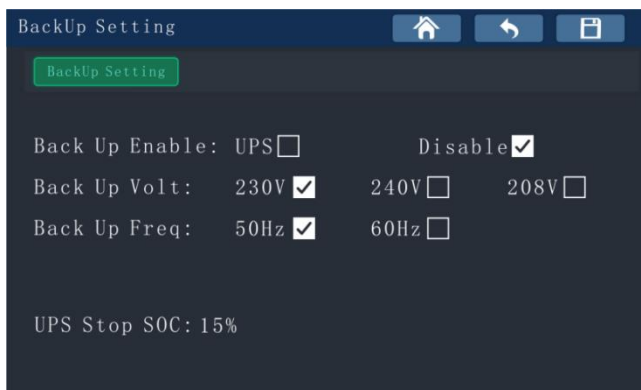 BackUp Setting
BackUp Setting
Back Up Enable: UPS Disable
Back Up Volt: 230V 240V 208V
Back Up Freq: 50Hz 60Hz
UPS Stop SOC: 15%